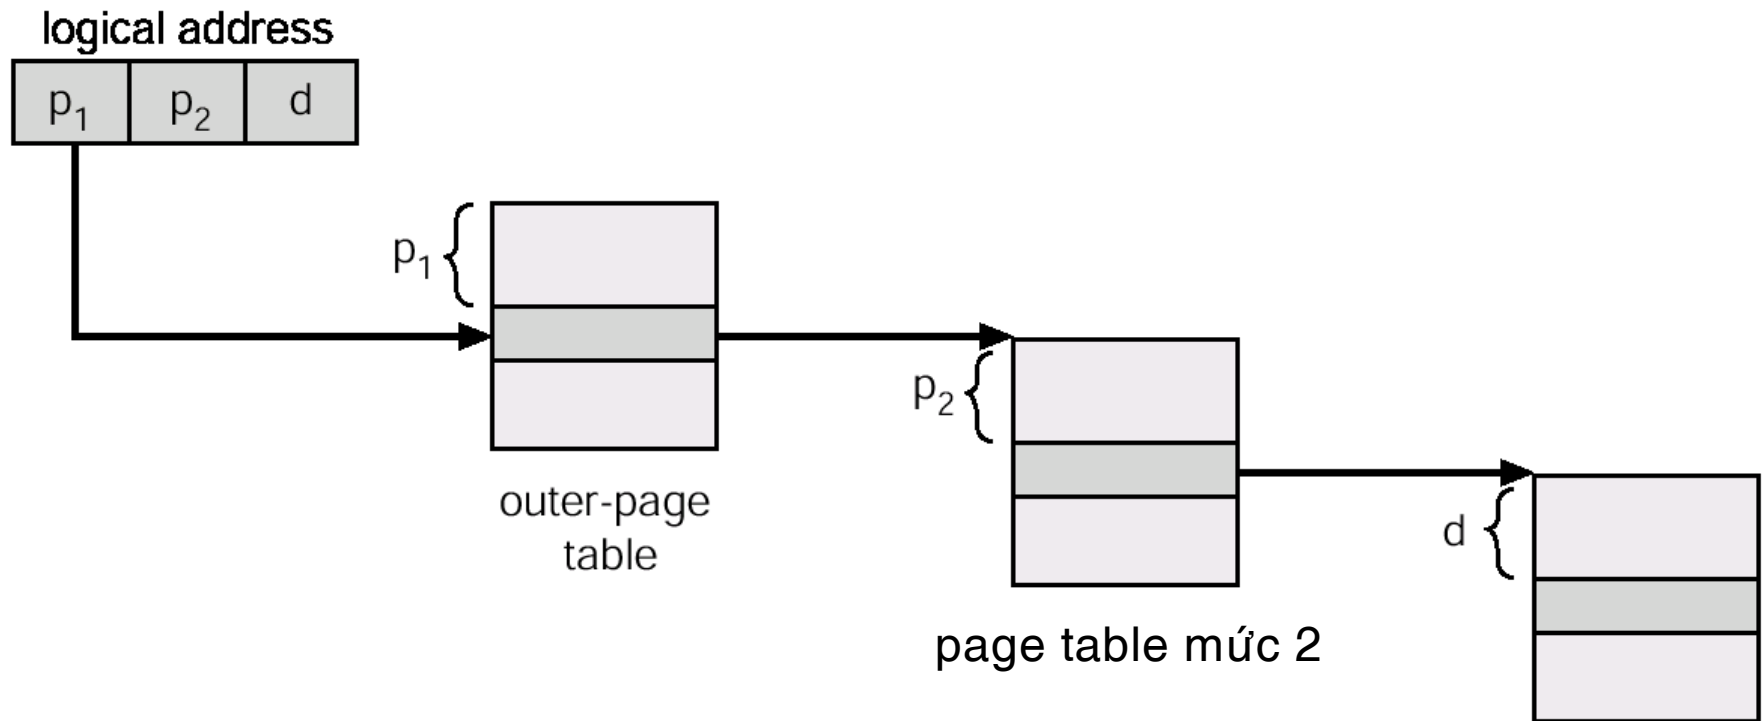 logical address
p₁ p₂ d
p₁
outer-page
table
p₂
page table mức 2
d